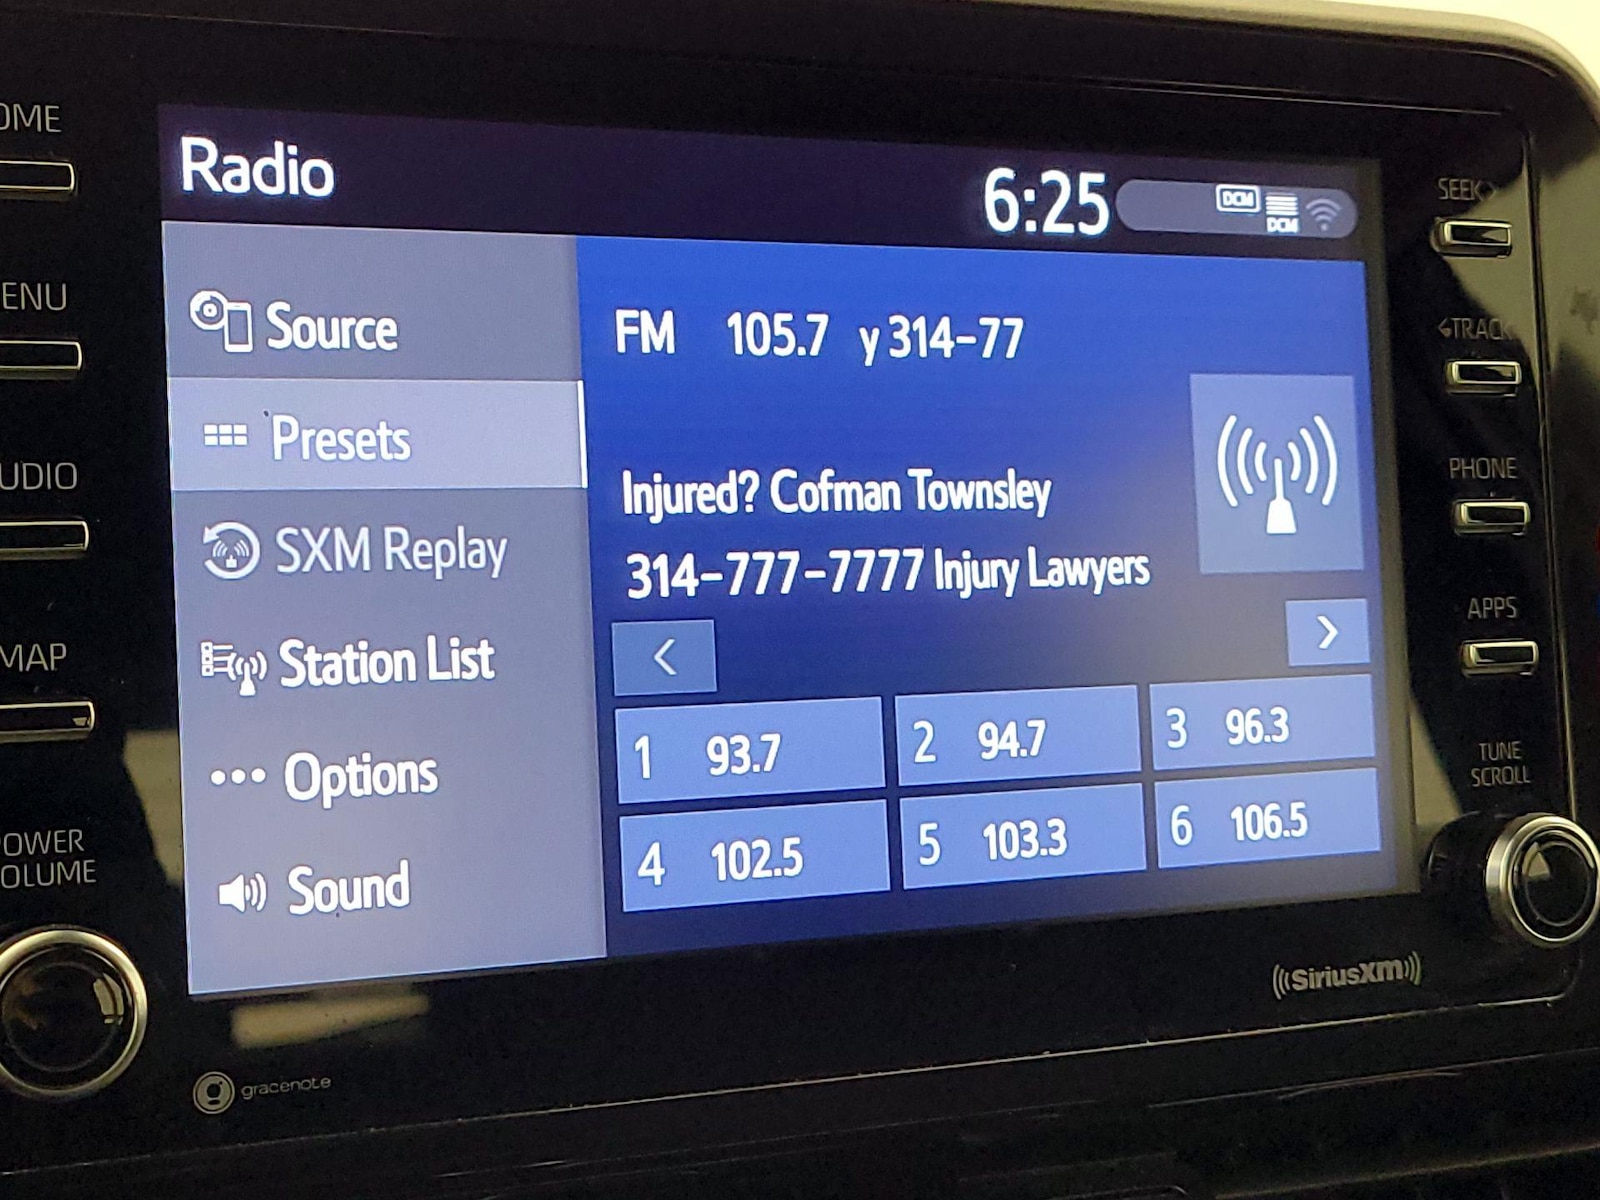 OME
ENU
UDIO
MAP
POWER
OLUME
Radio
6:25
DCM
DCM
Source
Presets
SXM Replay
Station List
Options
Sound
FM 105.7 y 314-77
Injured? Cofman Townsley
314-777-7777 Injury Lawyers
<
>
1 93.7
2 94.7
3 96.3
4 102.5
5 103.3
6 106.5
SEEK >
< TRACK
PHONE
APPS
TUNE
SCROLL
((SiriusXM))
gracenote